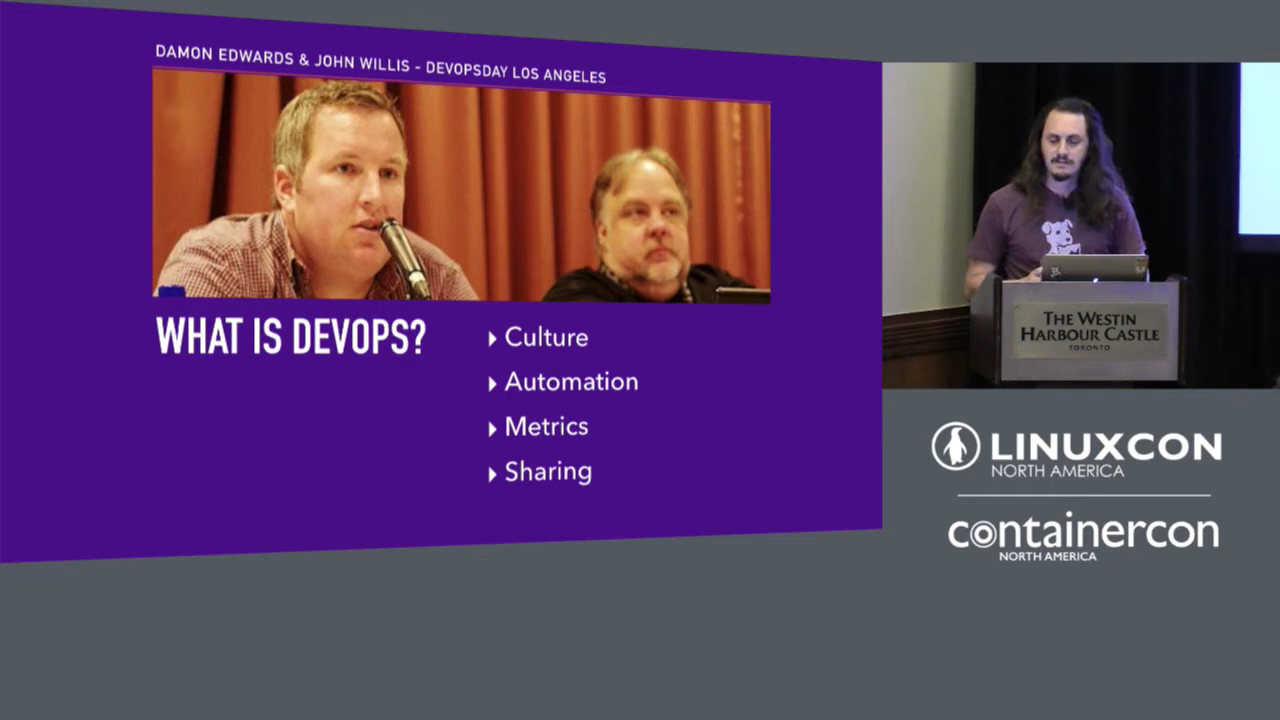 DAMON EDWARDS & JOHN WILLIS - DEVOPSDAY LOS ANGELES
WHAT IS DEVOPS?
Culture
Automation
Metrics
Sharing
THE WESTIN
HARBOUR CASTLE
TORONTO
LINUXCON
NORTH AMERICA
containercon
NORTH AMERICA